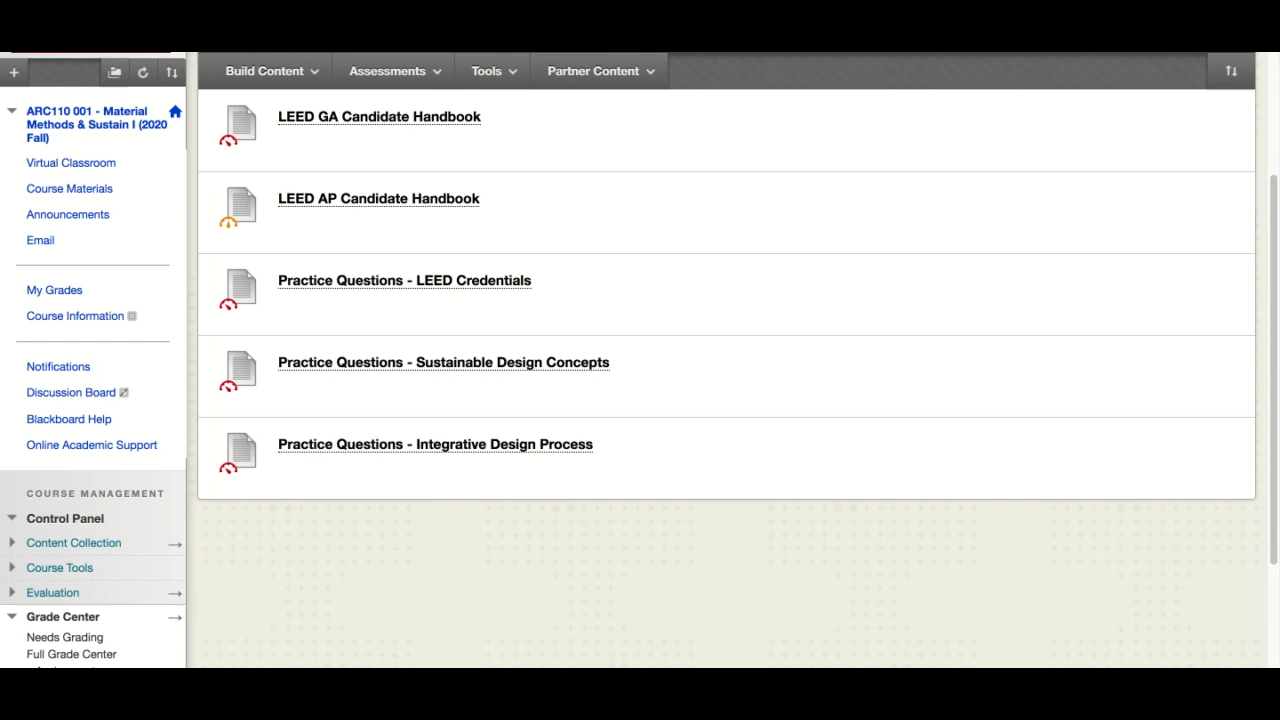 Build Content
Assessments
Tools
Partner Content
ARC110 001 - Material
Methods & Sustain I (2020
Fall)
Virtual Classroom
Course Materials
Announcements
Email
My Grades
Course Information
Notifications
Discussion Board
Blackboard Help
Online Academic Support
COURSE MANAGEMENT
Control Panel
Content Collection
Course Tools
Evaluation
Grade Center
Needs Grading
Full Grade Center
LEED GA Candidate Handbook
LEED AP Candidate Handbook
Practice Questions - LEED Credentials
Practice Questions - Sustainable Design Concepts
Practice Questions - Integrative Design Process